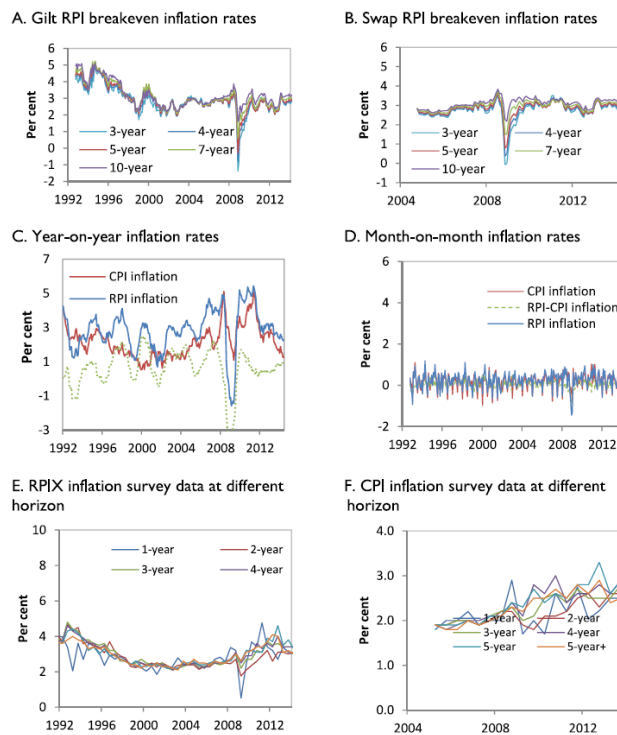 A. Gilt RPI breakeven inflation rates
Per cent
6
5
4
3
2
1
0
-1
-2
1992 1996 2000 2004 2008 2012
3-year 4-year
5-year 7-year
10-year
B. Swap RPI breakeven inflation rates
Per cent
6
5
4
3
2
1
0
-1
2004 2008 2012
3-year 4-year
5-year 7-year
10-year
C. Year-on-year inflation rates
Per cent
7
5
3
1
-1
-3
1992 1996 2000 2004 2008 2012
CPI inflation
RPI inflation
D. Month-on-month inflation rates
Per cent
6
4
2
0
-2
1992 1996 2000 2004 2008 2012
CPI inflation
RPI-CPI inflation
RPI inflation
E. RPIX inflation survey data at different
horizon
Per cent
10
8
6
4
2
0
1992 1996 2000 2004 2008 2012
1-year 2-year
3-year 4-year
F. CPI inflation survey data at different
horizon
Per cent
4.0
3.0
2.0
1.0
0.0
2004 2008 2012
1-year 2-year
3-year 4-year
5-year 5-year+